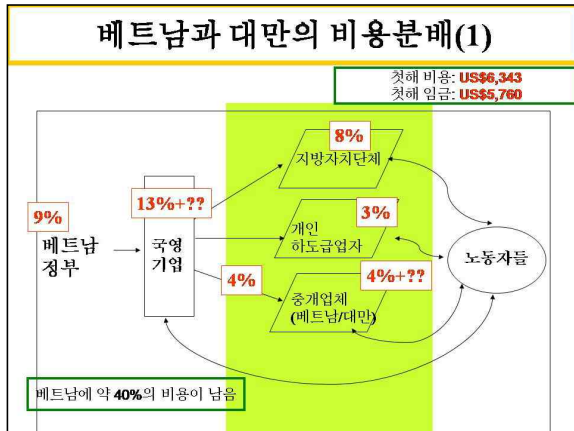 베트남과 대만의 비용분배(1)
첫해 비용: US$6,343
첫해 임금: US$5,760
8%
지방자치단체
13%+??
9%
베트남
정부
국영
기업
3%
개인
하도급업자
노동자들
4%
4%+??
중개업체
(베트남/대만)
베트남에 약 40%의 비용이 남음